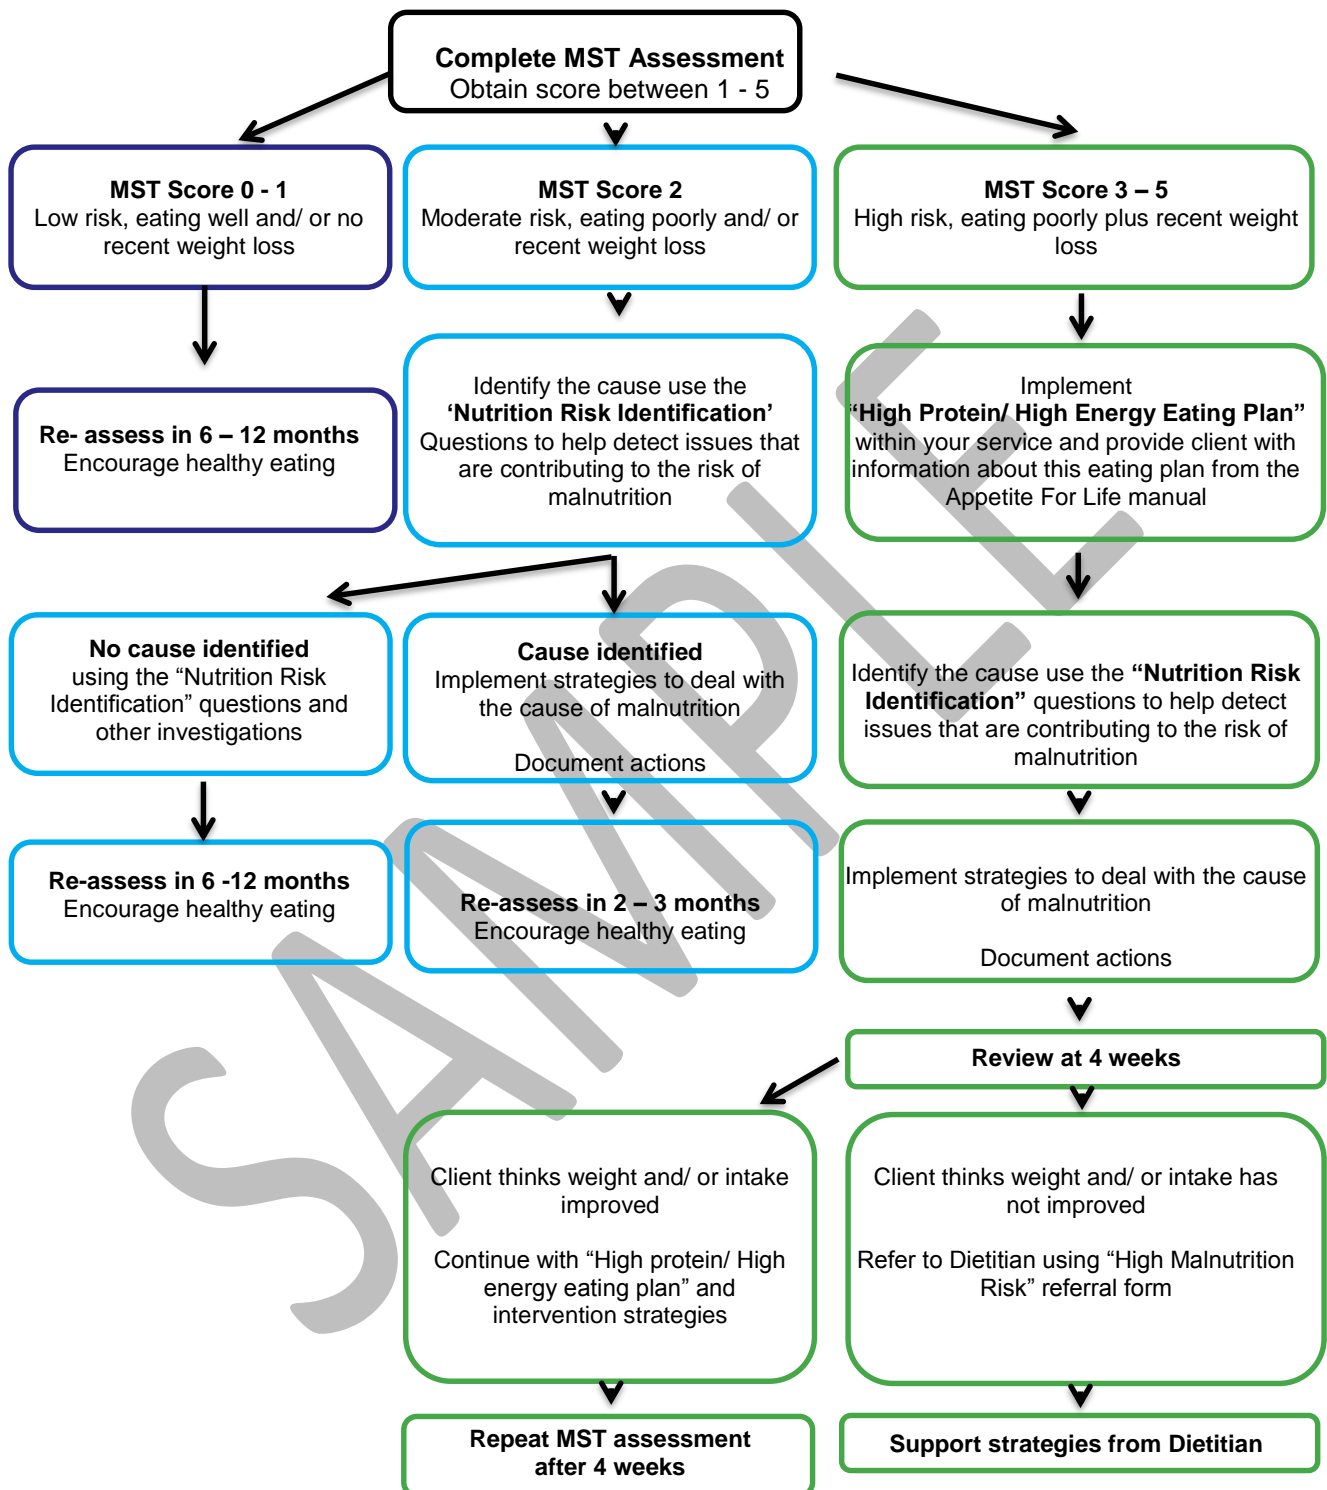 Complete MST Assessment
Obtain score between 1 - 5
MST Score 0 - 1
Low risk, eating well and/ or no
recent weight loss
MST Score 2
Moderate risk, eating poorly and/ or
recent weight loss
MST Score 3 – 5
High risk, eating poorly plus recent weight
loss
Re- assess in 6 – 12 months
Encourage healthy eating
Identify the cause use the
‘Nutrition Risk Identification’
Questions to help detect issues that
are contributing to the risk of
malnutrition
Implement
“High Protein/ High Energy Eating Plan”
within your service and provide client with
information about this eating plan from the
Appetite For Life manual
No cause identified
using the “Nutrition Risk
Identification” questions and
other investigations
Cause identified
Implement strategies to deal with
the cause of malnutrition
Document actions
Identify the cause use the “Nutrition Risk
Identification” questions to help detect
issues that are contributing to the risk of
malnutrition
Re-assess in 6 -12 months
Encourage healthy eating
Re-assess in 2 – 3 months
Encourage healthy eating
Implement strategies to deal with the cause
of malnutrition
Document actions
Review at 4 weeks
Client thinks weight and/ or intake
improved
Continue with “High protein/ High
energy eating plan” and
intervention strategies
Client thinks weight and/ or intake has
not improved
Refer to Dietitian using “High Malnutrition
Risk” referral form
Repeat MST assessment
after 4 weeks
Support strategies from Dietitian
SAMPLE